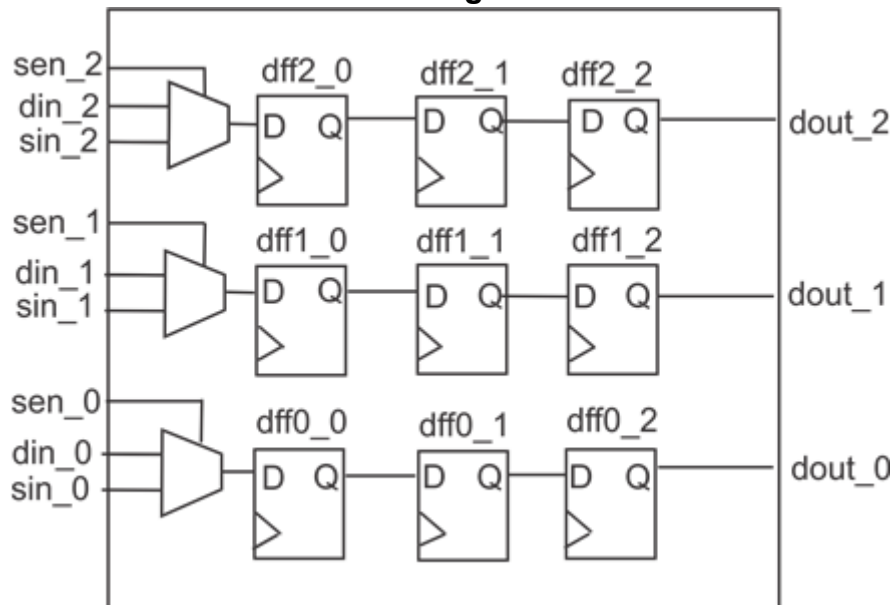 sen_2
din_2
sin_2
dff2_0 dff2_1 dff2_2
D Q D Q D Q
dout_2
sen_1
din_1
sin_1
dff1_0 dff1_1 dff1_2
D Q D Q D Q
dout_1
sen_0
din_0
sin_0
dff0_0 dff0_1 dff0_2
D Q D Q D Q
dout_0